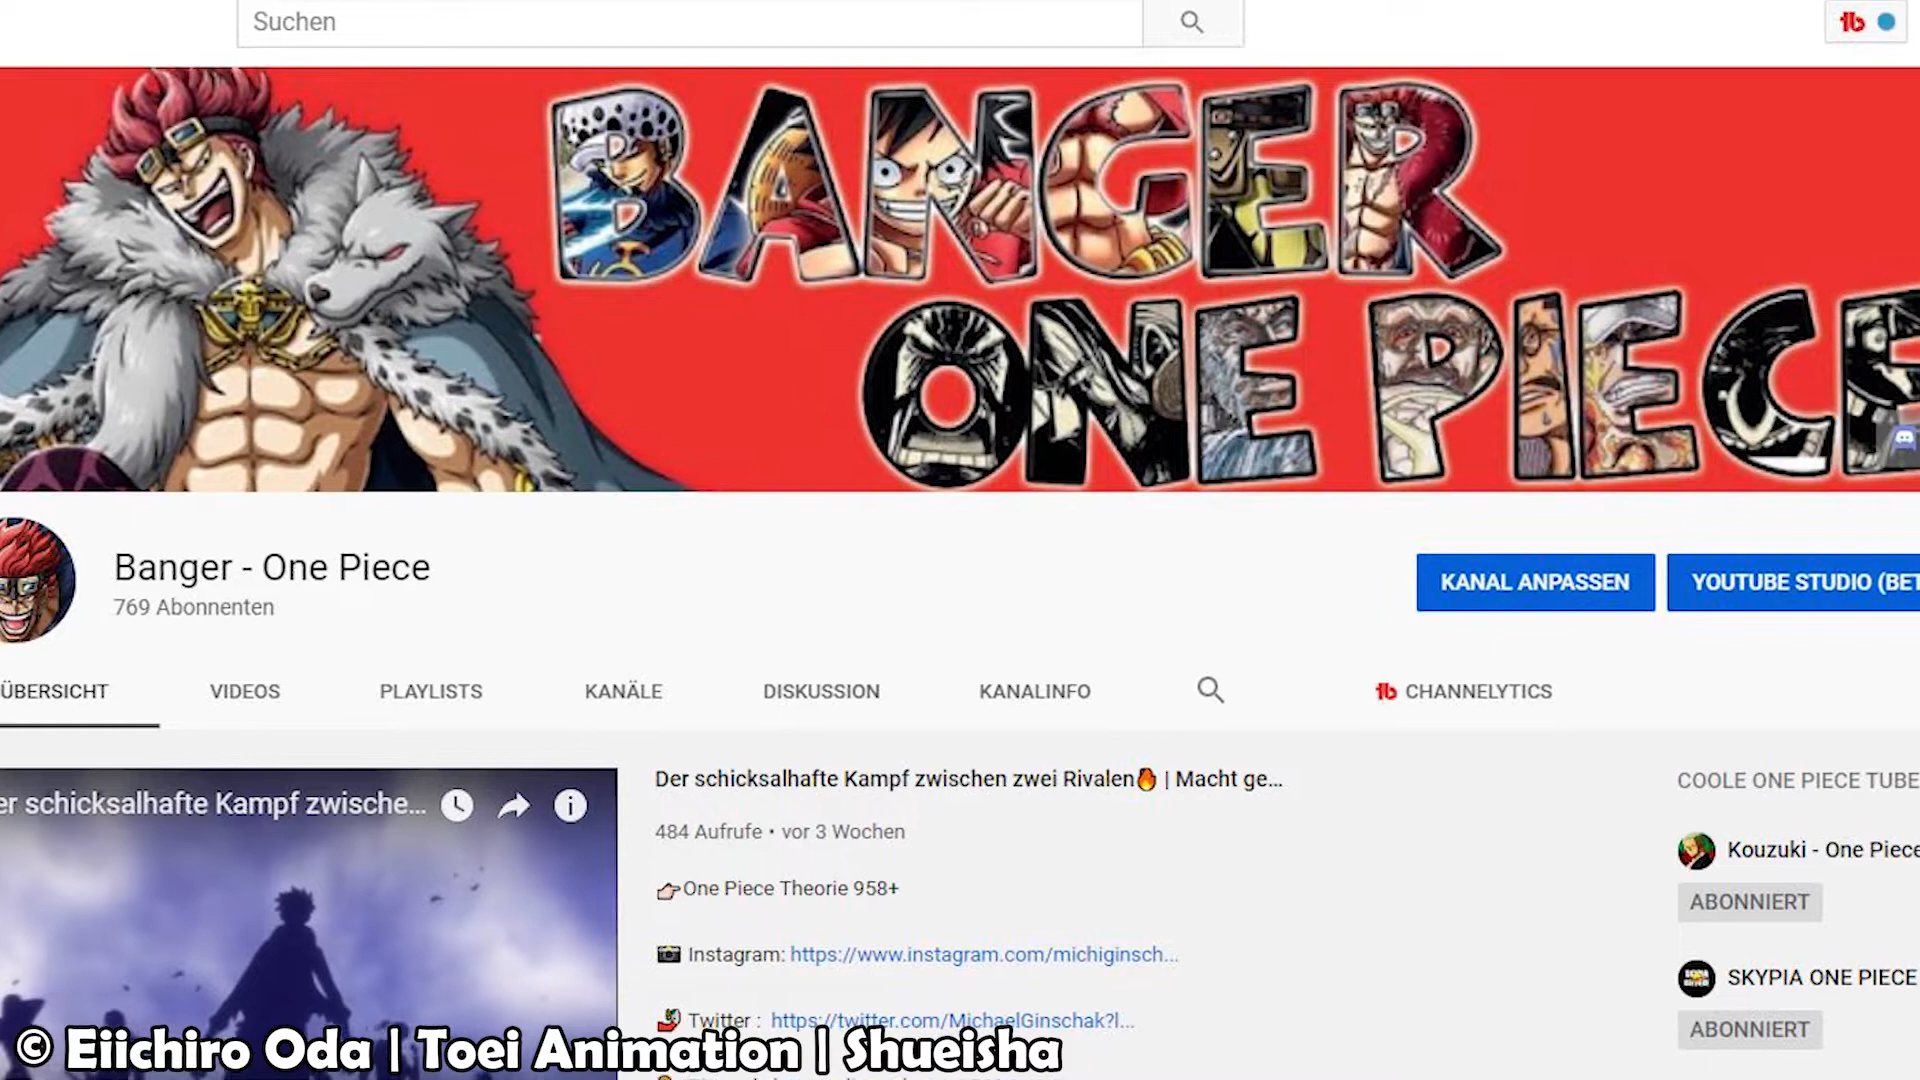 Suchen
BANGER
ONE PIECE
Banger - One Piece
769 Abonnenten
KANAL ANPASSEN
YOUTUBE STUDIO (BET
ÜBERSICHT
VIDEOS
PLAYLISTS
KANÄLE
DISKUSSION
KANALINFO
CHANNELYTICS
er schicksalhafte Kampf zwische...
Der schicksalhafte Kampf zwischen zwei Rivalen🔥 | Macht ge...
484 Aufrufe • vor 3 Wochen
👉One Piece Theorie 958+
📷 Instagram: https://www.instagram.com/michiginsch...
Twitter : https://twitter.com/MichaelGinschak?l...
COOLE ONE PIECE TUBE
Kouzuki - One Piece
ABONNIERT
SKYPIA ONE PIECE
ABONNIERT
© Eiichiro Oda | Toei Animation | Shueisha